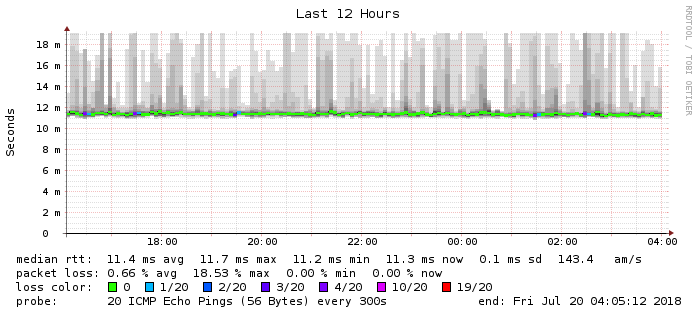 Last 12 Hours
RRDTOOL / TOBI OETIKER
Seconds
18 m
16 m
14 m
12 m
10 m
8 m
6 m
4 m
2 m
0
18:00 20:00 22:00 00:00 02:00 04:00
median rtt: 11.4 ms avg 11.7 ms max 11.2 ms min 11.3 ms now 0.1 ms sd 143.4 am/s
packet loss: 0.66 % avg 18.53 % max 0.00 % min 0.00 % now
loss color: 0 1/20 2/20 3/20 4/20 10/20 19/20
probe: 20 ICMP Echo Pings (56 Bytes) every 300s end: Fri Jul 20 04:05:12 2018